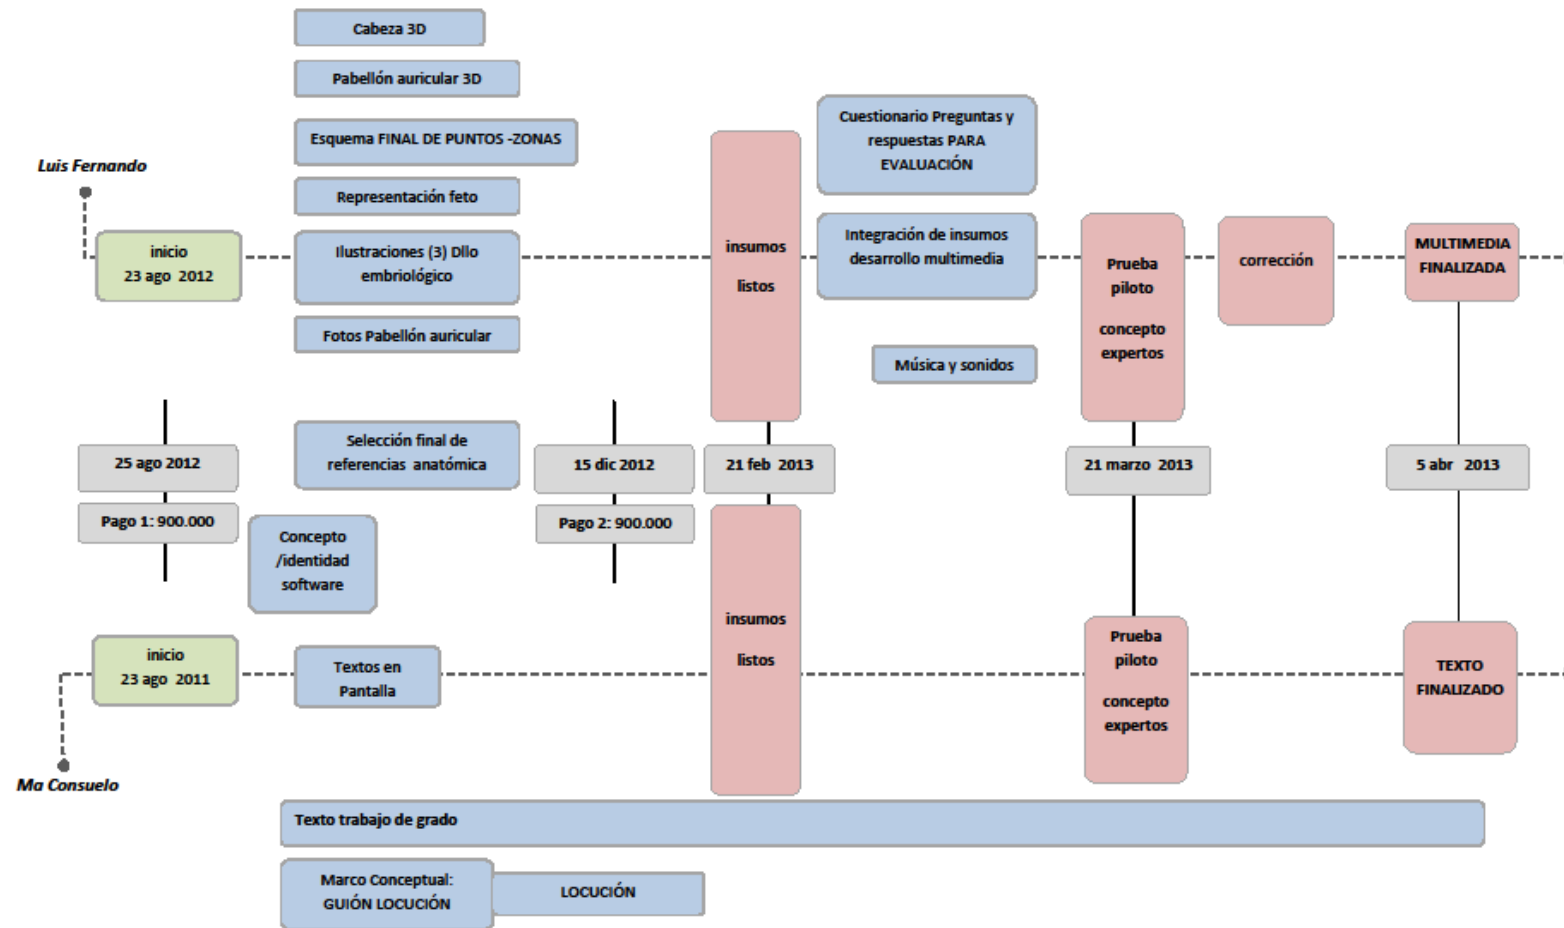 Cabeza 3D
Pabellón auricular 3D
Esquema FINAL DE PUNTOS -ZONAS
Representación feto
Ilustraciones (3) Dllo
embriológico
Fotos Pabellón auricular
Luis Fernando
inicio
23 ago 2012
insumos
listos
Cuestionario Preguntas y
respuestas PARA
EVALUACIÓN
Integración de insumos
desarrollo multimedia
Música y sonidos
Prueba
piloto
concepto
expertos
corrección
MULTIMEDIA
FINALIZADA
25 ago 2012
Pago 1: 900.000
Selección final de
referencias anatómica
15 dic 2012
Pago 2: 900.000
21 feb 2013
21 marzo 2013
5 abr 2013
Concepto
/identidad
software
inicio
23 ago 2011
Textos en
Pantalla
insumos
listos
Prueba
piloto
concepto
expertos
TEXTO
FINALIZADO
Ma Consuelo
Texto trabajo de grado
Marco Conceptual:
GUIÓN LOCUCIÓN
LOCUCIÓN